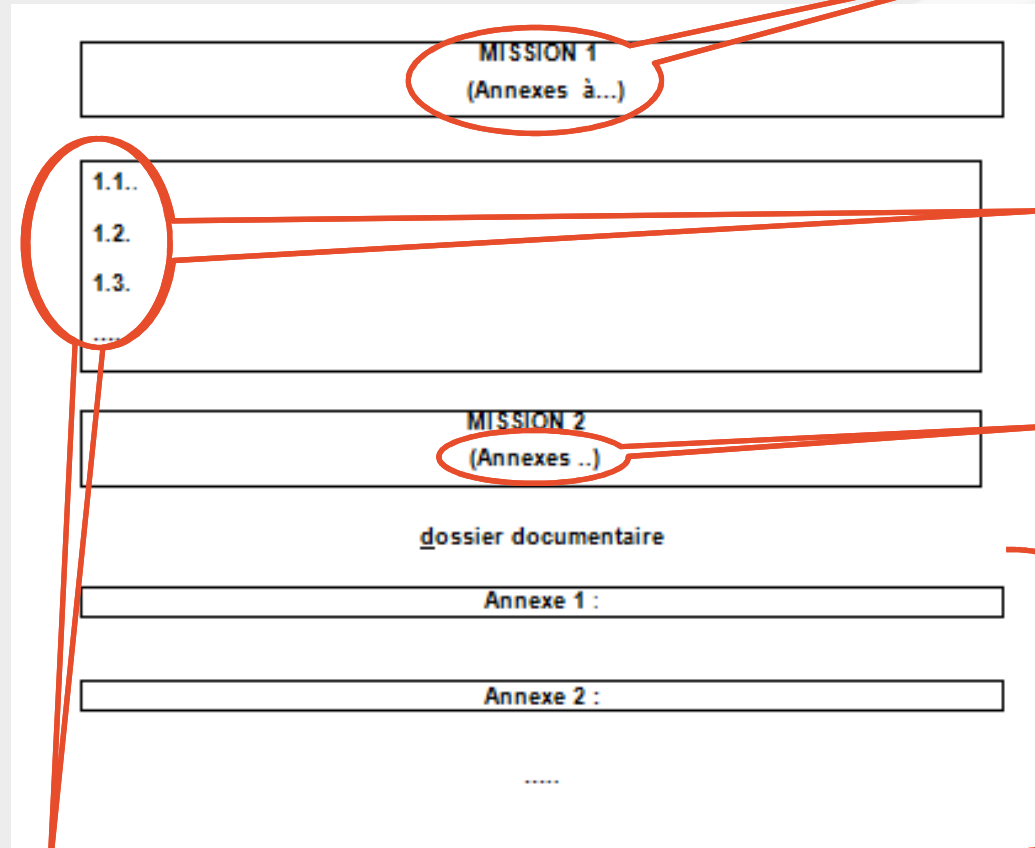 MISSION 1
(Annexes à...)
1.1..
1.2.
1.3.
.....
MISSION 2
(Annexes ..)
dossier documentaire
Annexe 1 :
Annexe 2 :
.....